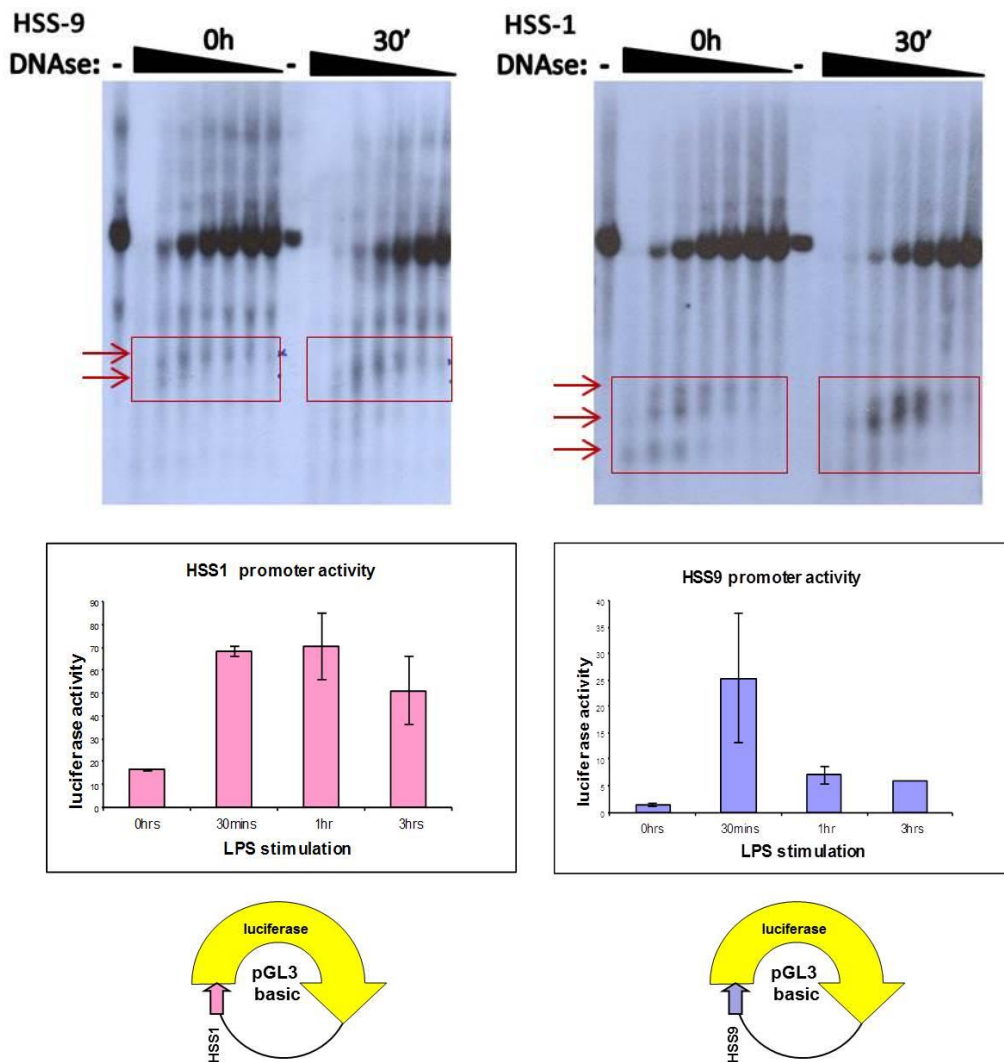 HSS-9
0h 30’
DNAse: - -
HSS-1
0h 30’
DNAse: - -
HSS1 promoter activity
luciferase activity
90
80
70
60
50
40
30
20
10
0
0hrs 30mins 1hr 3hrs
LPS stimulation
HSS9 promoter activity
luciferase activity
40
35
30
25
20
15
10
5
0
0hrs 30mins 1hr 3hrs
LPS stimulation
luciferase
pGL3
basic
HSS1
luciferase
pGL3
basic
HSS9